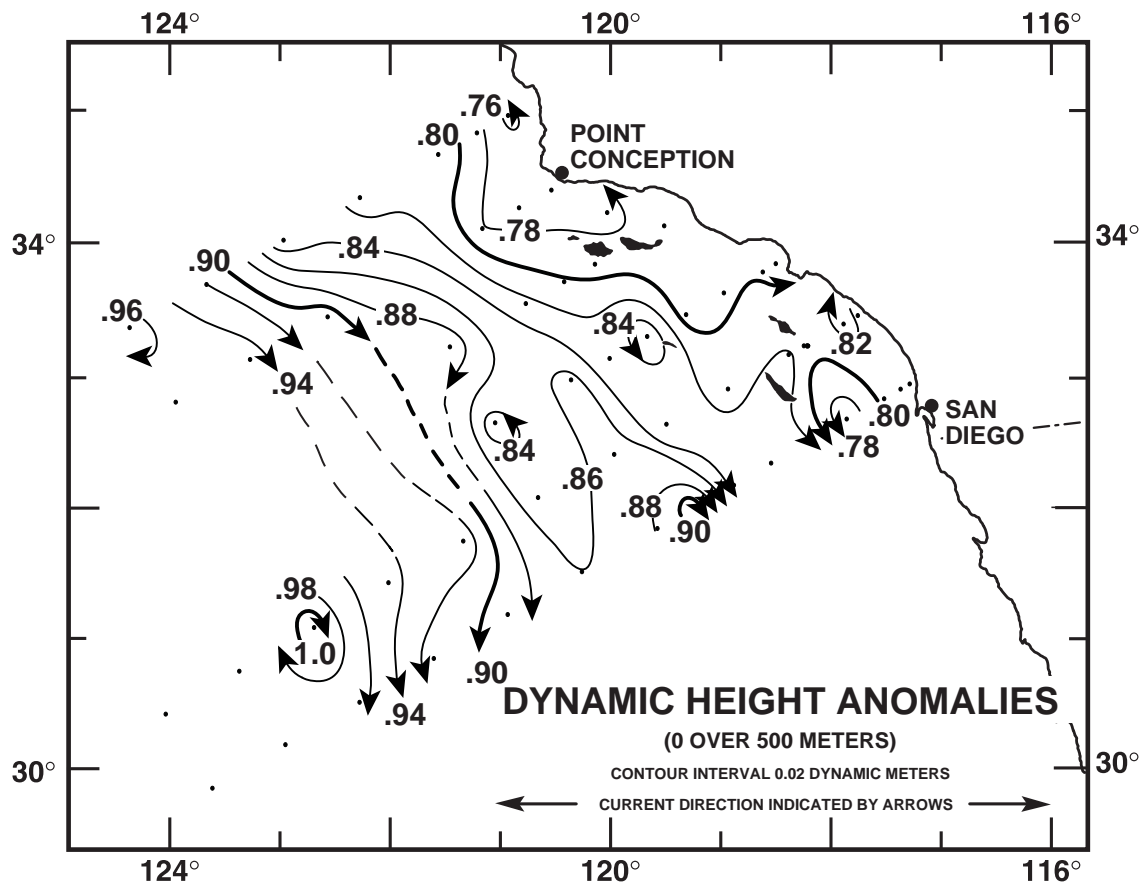 124° 120° 116°
.76
.80
POINT
CONCEPTION
34° .78 34°
.84
.90
.88
.96
.84
.82
.94
.80
SAN
DIEGO
.78
.84
.86
.88
.90
.98
1.0
.90
.94
DYNAMIC HEIGHT ANOMALIES
(0 OVER 500 METERS)
30° 30°
CONTOUR INTERVAL 0.02 DYNAMIC METERS
CURRENT DIRECTION INDICATED BY ARROWS
124° 120° 116°